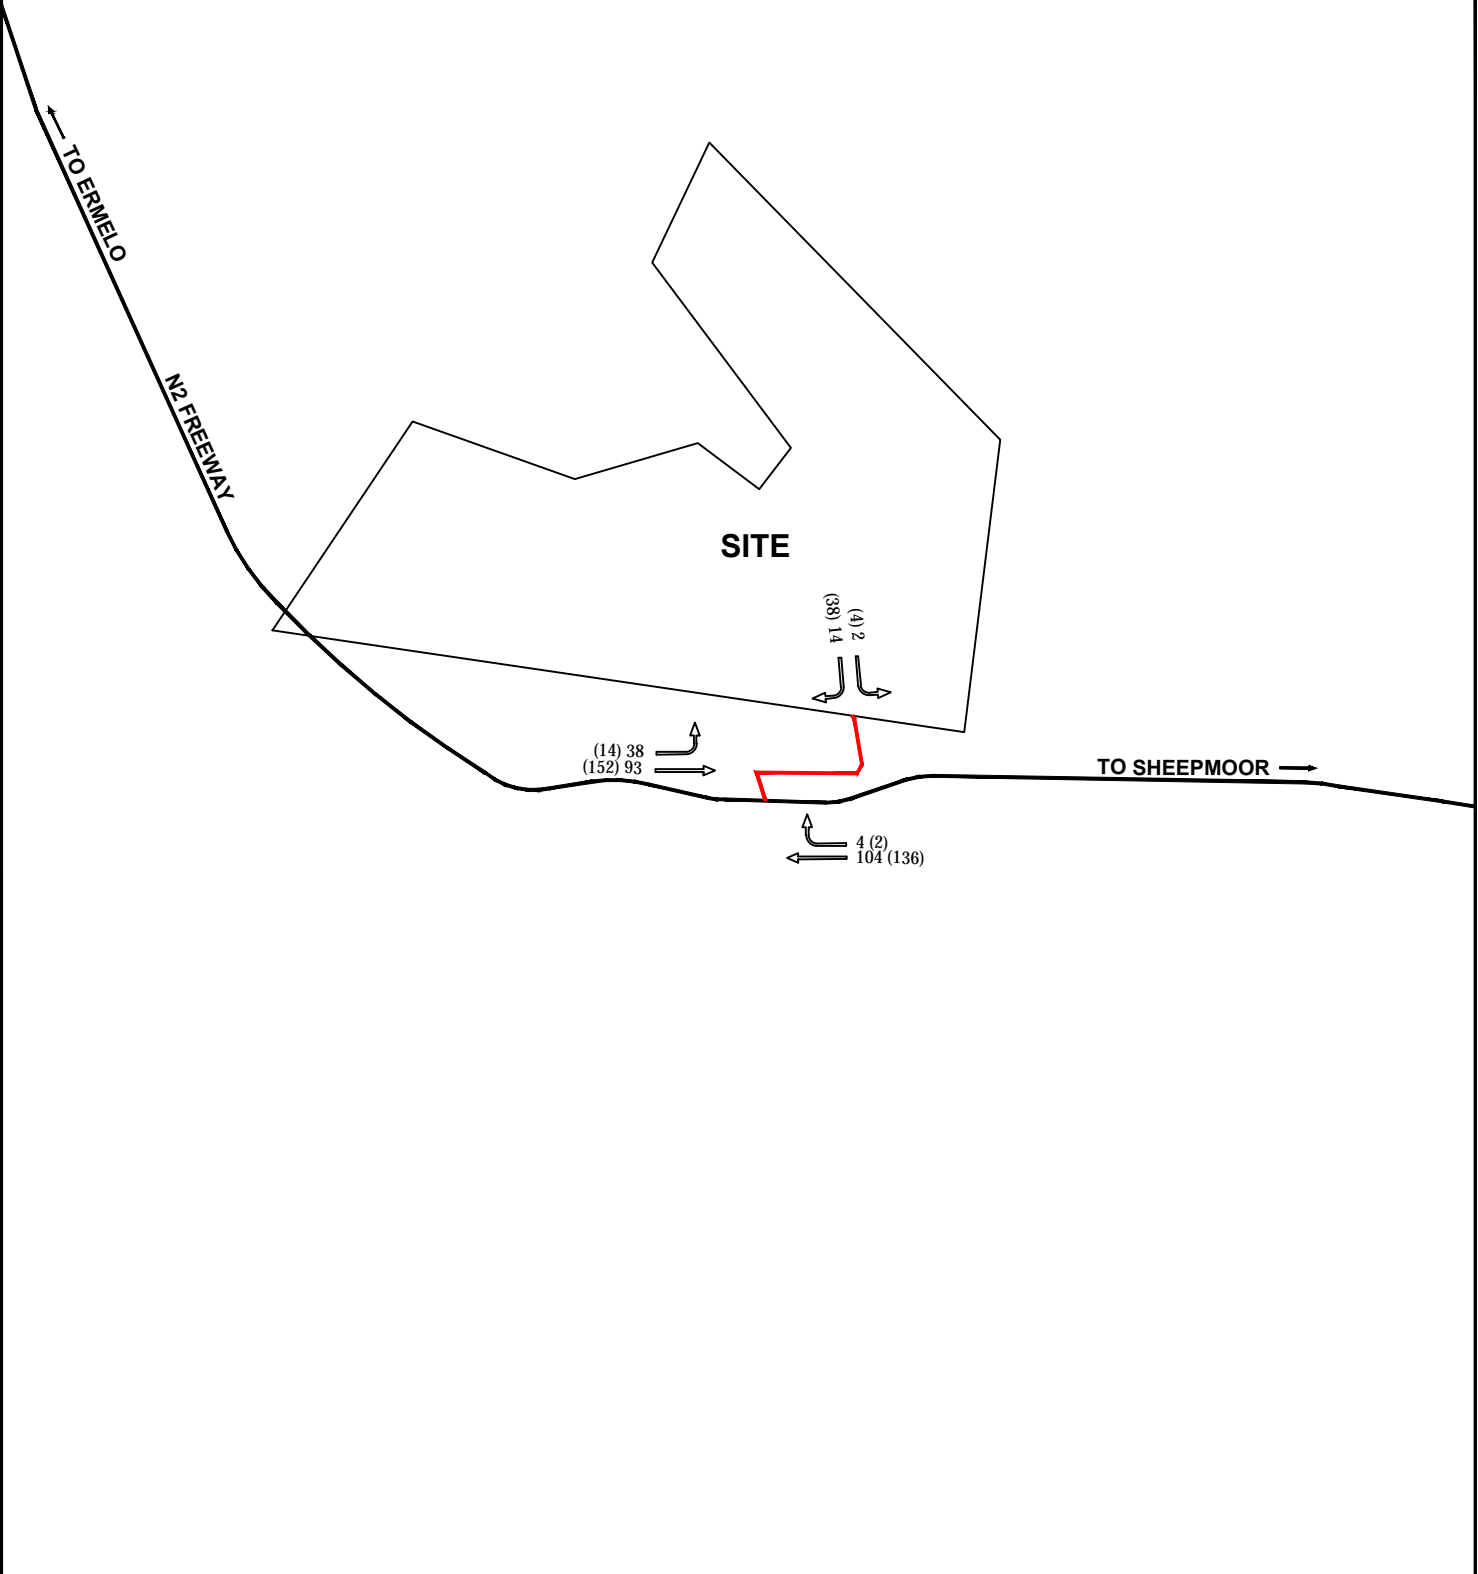 TO ERMELO
N2 FREEWAY
SITE
(38) 14
(4) 2
(14) 38
(152) 93
TO SHEEPMOOR
4 (2)
104 (136)